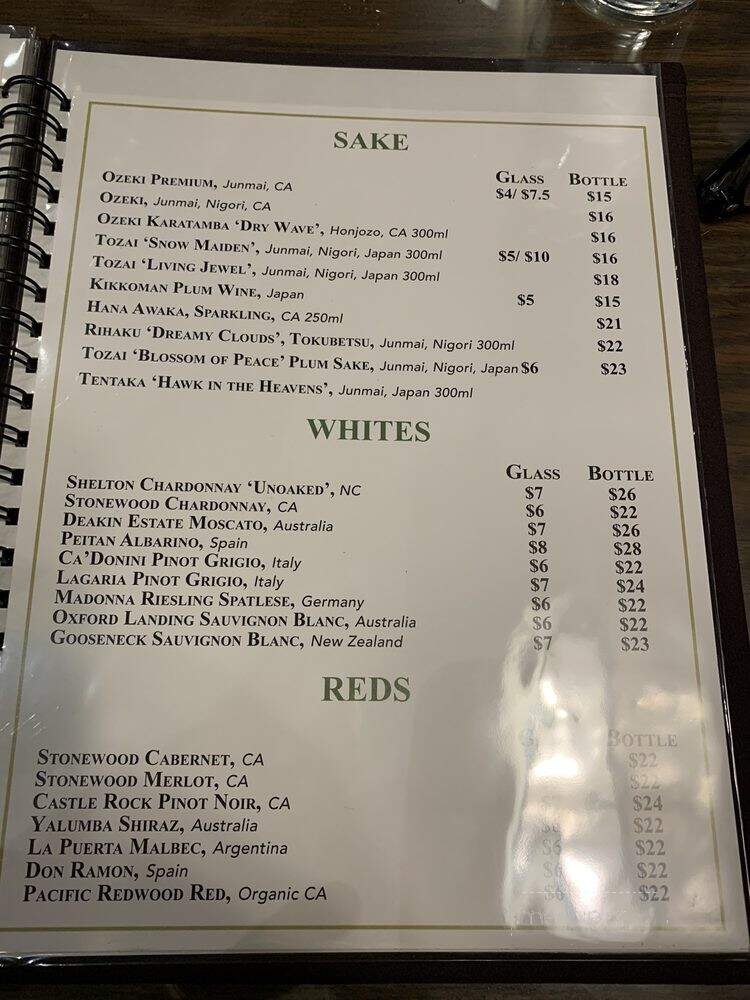 SAKE
GLASS BOTTLE
OZEKI PREMIUM, Junmai, CA $4/ $7.5 $15
OZEKI, Junmai, Nigori, CA $16
OZEKI KARATAMBA ‘DRY WAVE’, Honjozo, CA 300ml $16
TOZAI ‘SNOW MAIDEN’, Junmai, Nigori, Japan 300ml $5/ $10 $16
TOZAI ‘LIVING JEWEL’, Junmai, Nigori, Japan 300ml $18
KIKKOMAN PLUM WINE, Japan $5 $15
HANA AWAKA, SPARKLING, CA 250ml $21
RIHAKU ‘DREAMY CLOUDS’, TOKUBETSU, Junmai, Nigori 300ml $22
TOZAI ‘BLOSSOM OF PEACE’ PLUM SAKE, Junmai, Nigori, Japan $6 $23
TENTAKA ‘HAWK IN THE HEAVENS’, Junmai, Japan 300ml
WHITES
GLASS BOTTLE
SHELTON CHARDONNAY ‘UNOAKED’, NC $7 $26
STONEWOOD CHARDONNAY, CA $6 $22
DEAKIN ESTATE MOSCATO, Australia $7 $26
PEITAN ALBARINO, Spain $8 $28
CA’DONINI PINOT GRIGIO, Italy $6 $22
LAGARIA PINOT GRIGIO, Italy $7 $24
MADONNA RIESLING SPATLESE, Germany $6 $22
OXFORD LANDING SAUVIGNON BLANC, Australia $6 $22
GOOSENECK SAUVIGNON BLANC, New Zealand $7 $23
REDS
BOTTLE
STONEWOOD CABERNET, CA $22
STONEWOOD MERLOT, CA $22
CASTLE ROCK PINOT NOIR, CA $24
YALUMBA SHIRAZ, Australia $22
LA PUERTA MALBEC, Argentina $6 $22
DON RAMON, Spain $6 $22
PACIFIC REDWOOD RED, Organic CA $6 $22